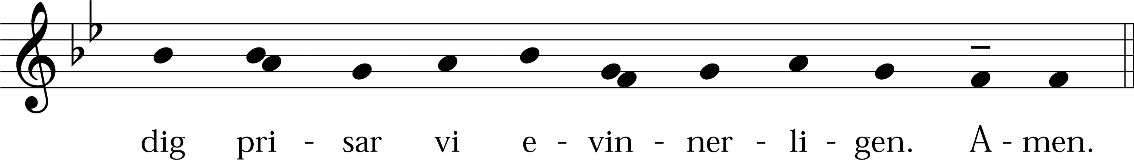 dig pri - sar vi e - vin - ner - li - gen. A - men.